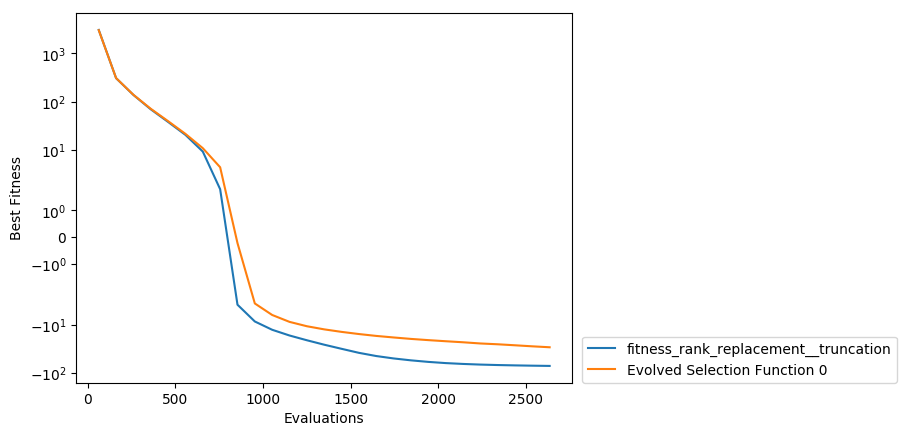 Best Fitness
10³
10²
10¹
10⁰
0
−10⁰
−10¹
−10²
0 500 1000 1500 2000 2500
Evaluations
fitness_rank_replacement__truncation
Evolved Selection Function 0